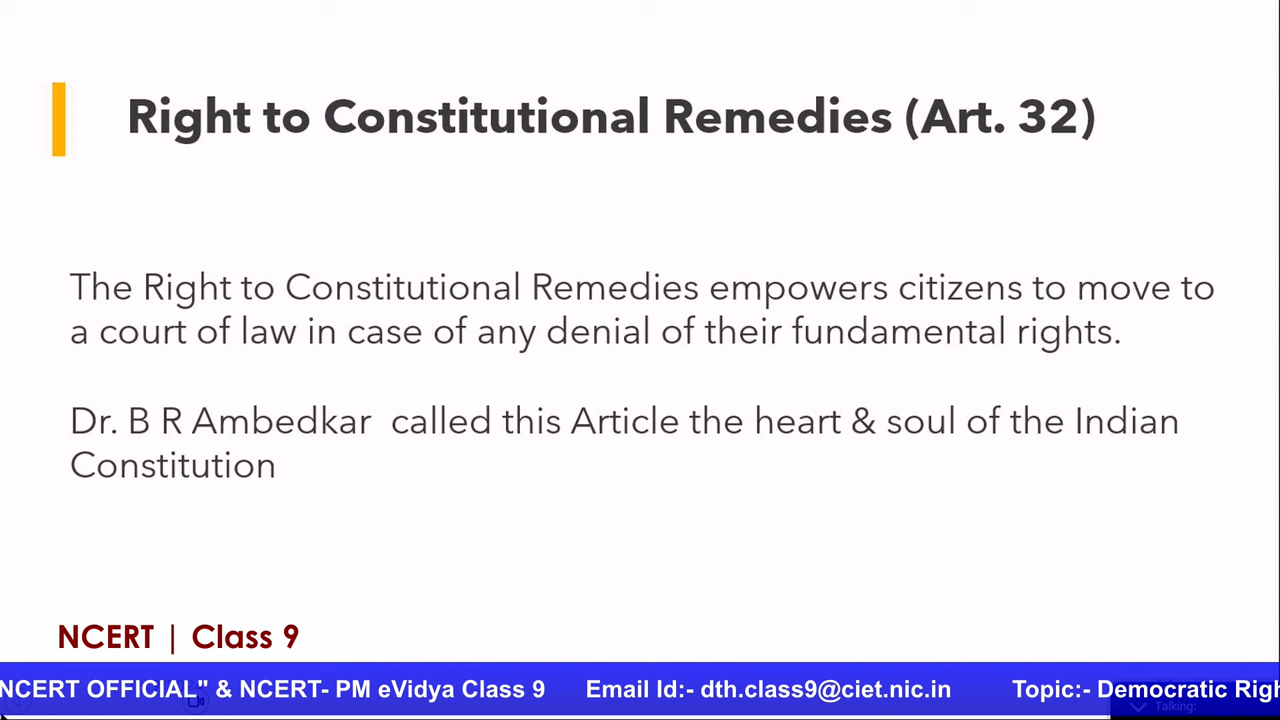 Right to Constitutional Remedies (Art. 32)
The Right to Constitutional Remedies empowers citizens to move to
a court of law in case of any denial of their fundamental rights.
Dr. B R Ambedkar called this Article the heart & soul of the Indian
Constitution
NCERT | Class 9
NCERT OFFICIAL" & NCERT- PM eVidya Class 9 Email Id:- dth.class9@ciet.nic.in Topic:- Democratic Righ
Talking: